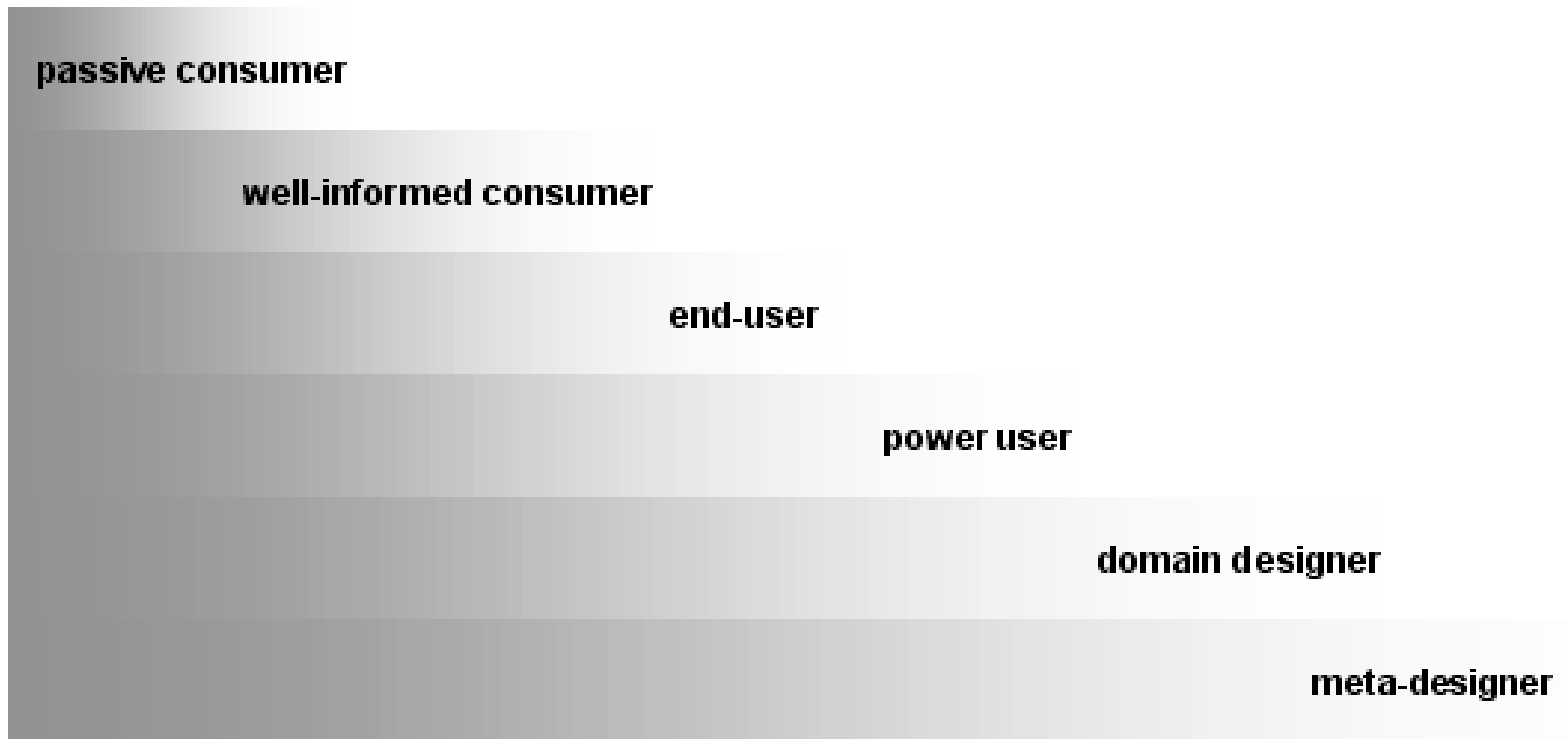 passive consumer
well-informed consumer
end-user
power user
domain designer
meta-designer